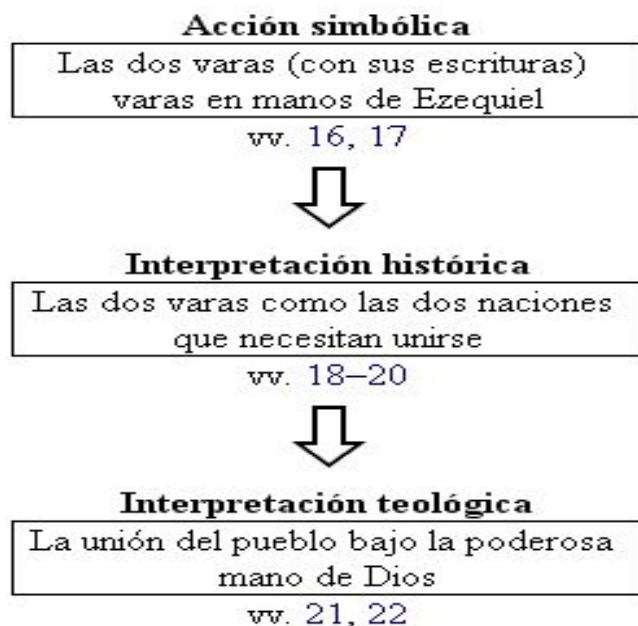 Acción simbólica
Las dos varas (con sus escrituras)
varas en manos de Ezequiel
vv. 16, 17
Interpretación histórica
Las dos varas como las dos naciones
que necesitan unirse
vv. 18–20
Interpretación teológica
La unión del pueblo bajo la poderosa
mano de Dios
vv. 21, 22